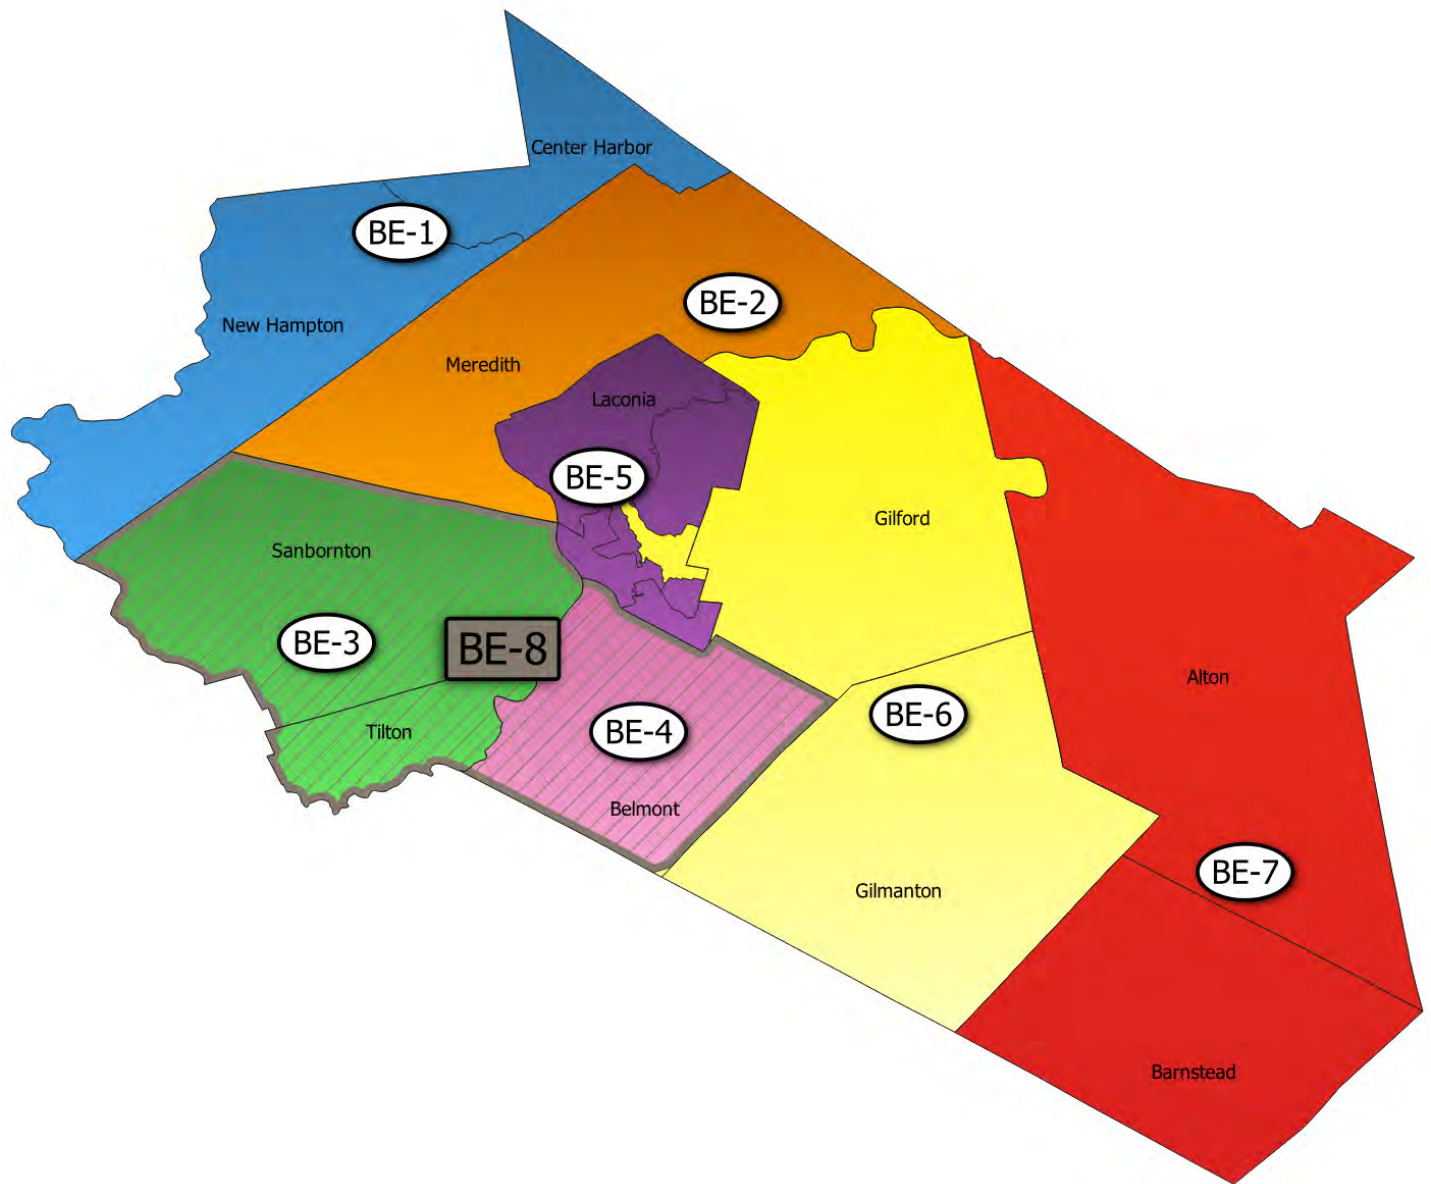 Center Harbor
BE-1
BE-2
New Hampton
Meredith
Laconia
BE-5
Gilford
Sanbornton
BE-3
BE-8
Alton
BE-6
Tilton
BE-4
Belmont
BE-7
Gilmanton
Barnstead